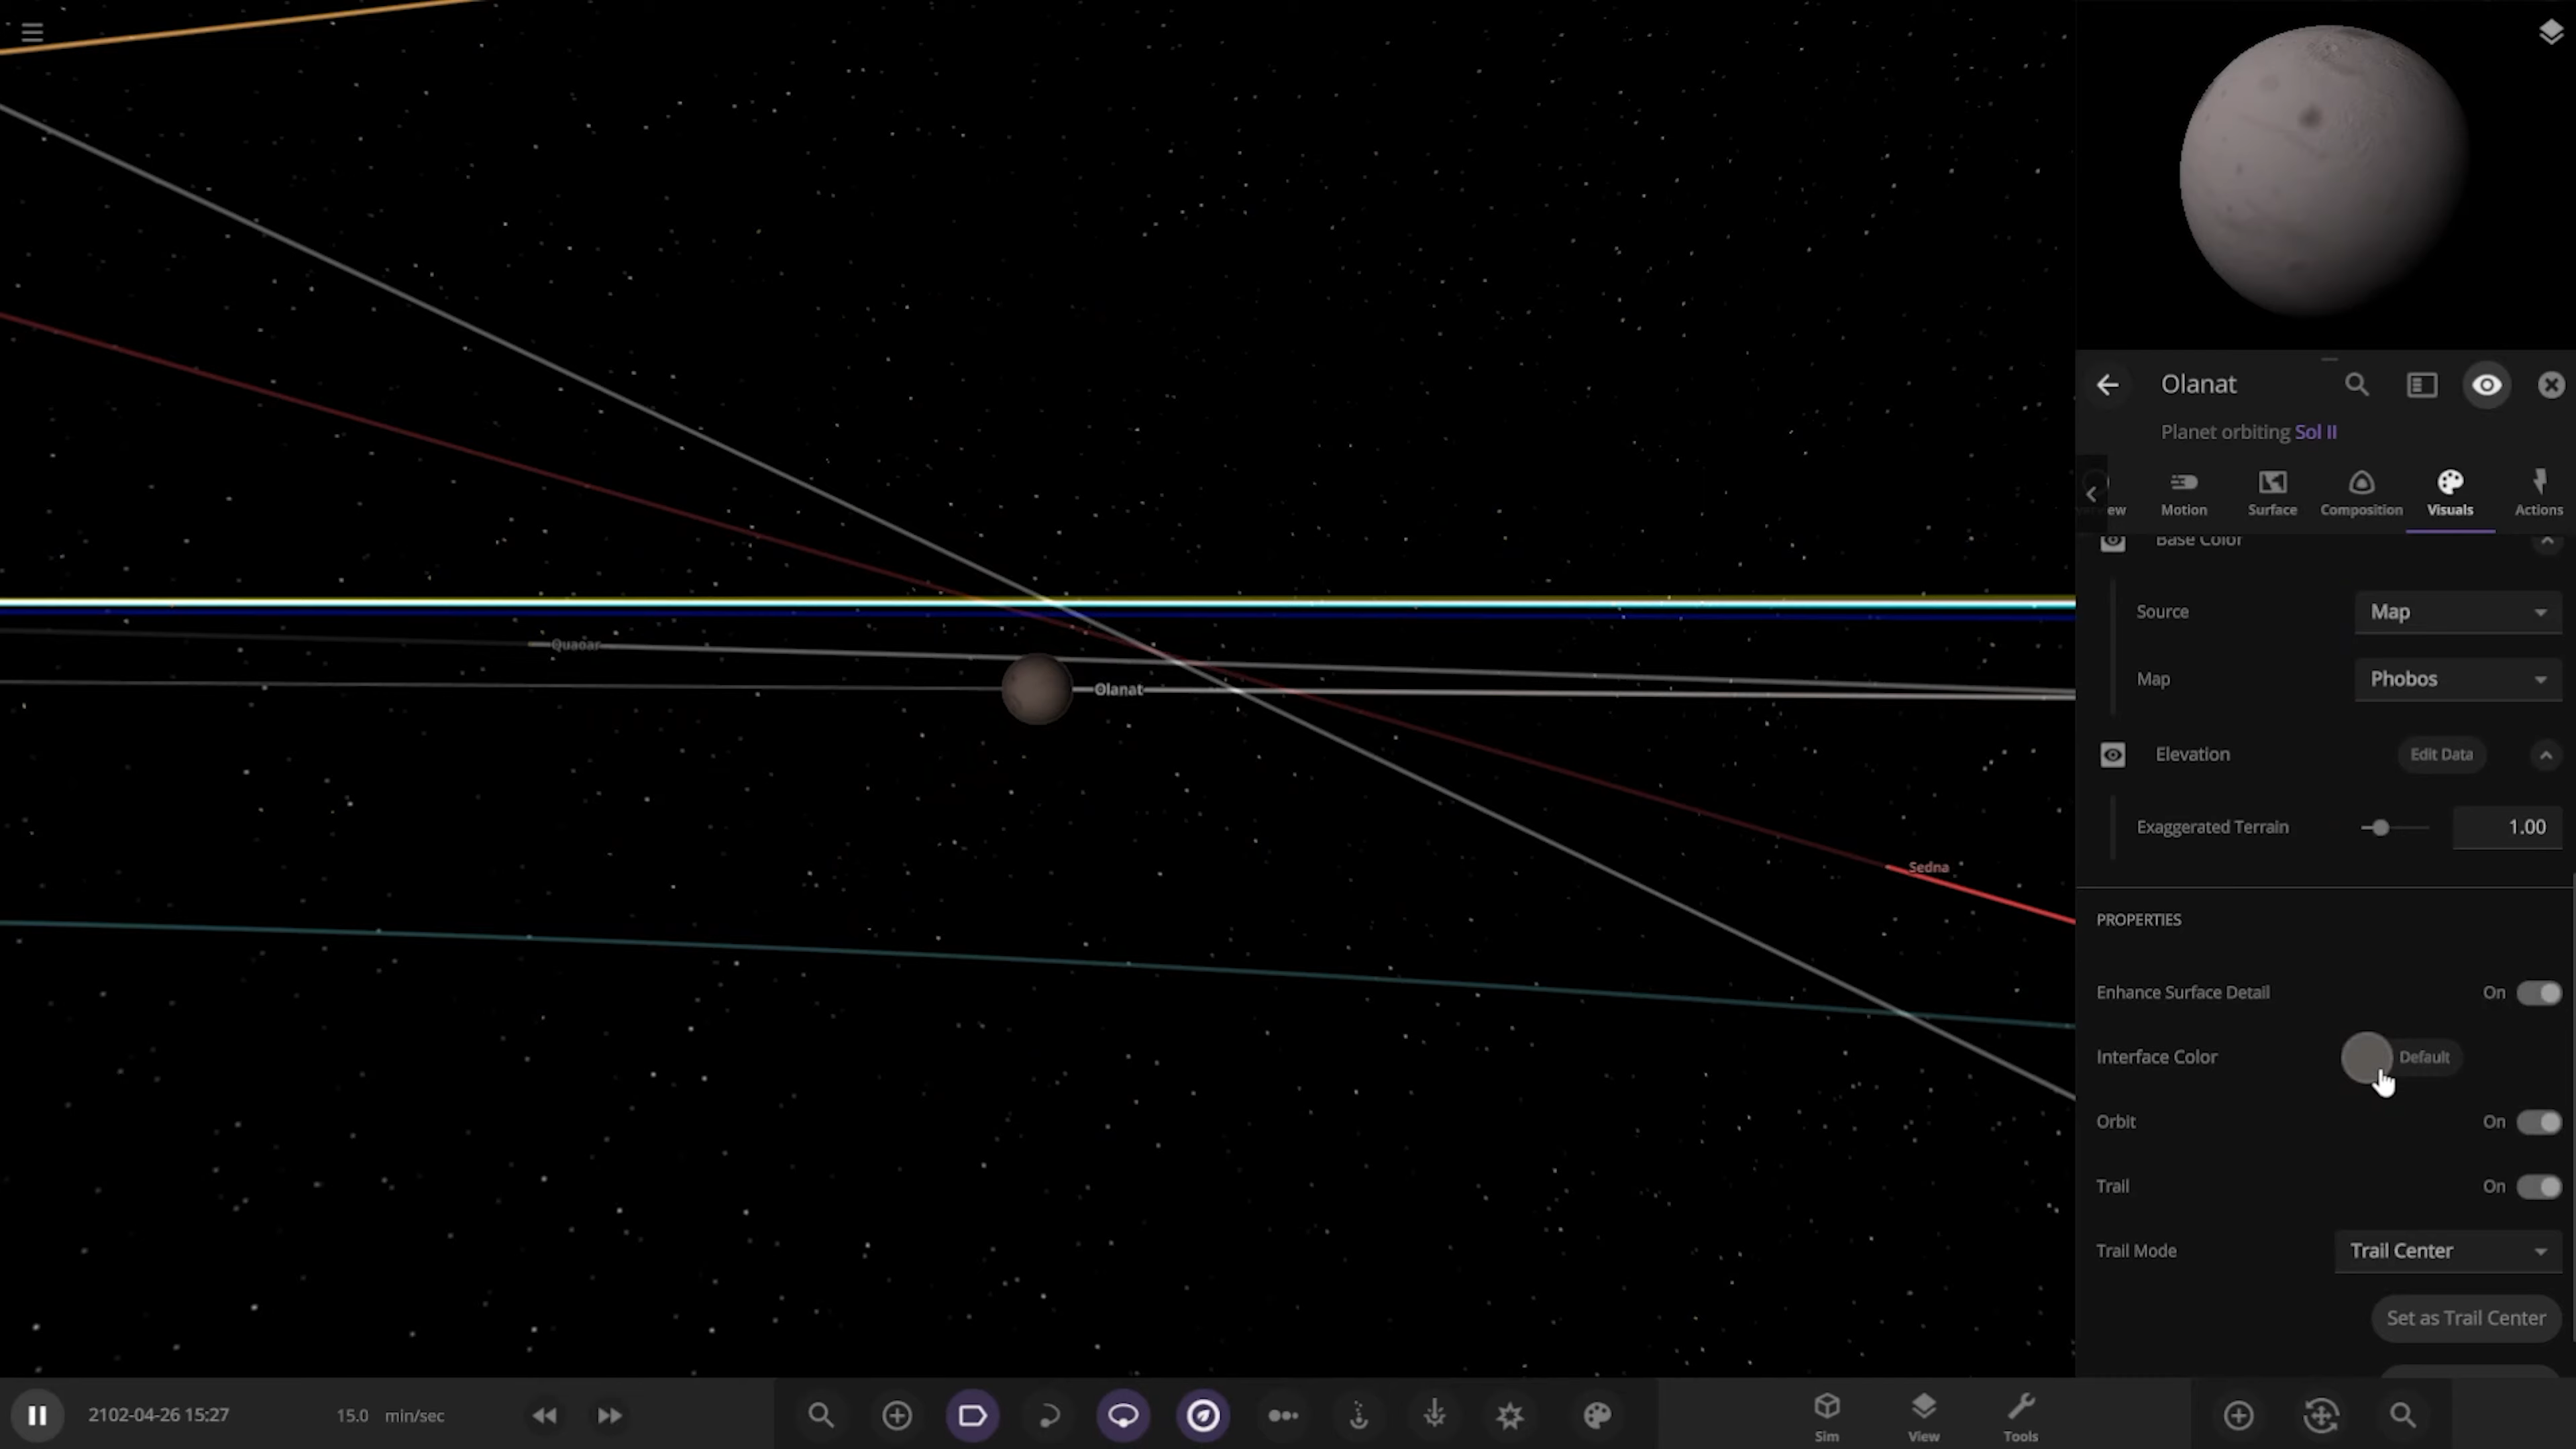 Olanat
Planet orbiting Sol II
ew
Motion
Surface
Composition
Visuals
Actions
Base Color
Source
Map
Map
Phobos
Elevation
Edit Data
Exaggerated Terrain
1.00
PROPERTIES
Enhance Surface Detail
On
Interface Color
Default
Orbit
On
Trail
On
Trail Mode
Trail Center
Set as Trail Center
Quaoar
Olanat
Sedna
2102-04-26 15:27
15.0 min/sec
Sim
View
Tools